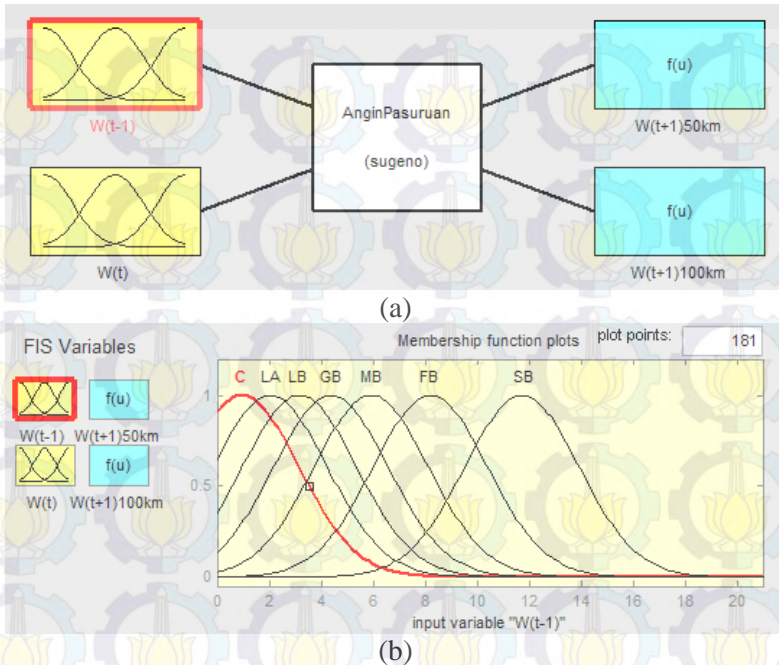 f(u)
AnginPasuruan
W(t-1)
W(t+1)50km
(sugeno)
f(u)
W(t)
W(t+1)100km
(a)
FIS Variables
Membership function plots
plot points:
181
f(u)
W(t-1) W(t+1)50km
f(u)
W(t) W(t+1)100km
C LA LB GB MB FB SB
1
0.5
0
0 2 4 6 8 10 12 14 16 18 20
input variable "W(t-1)"
(b)